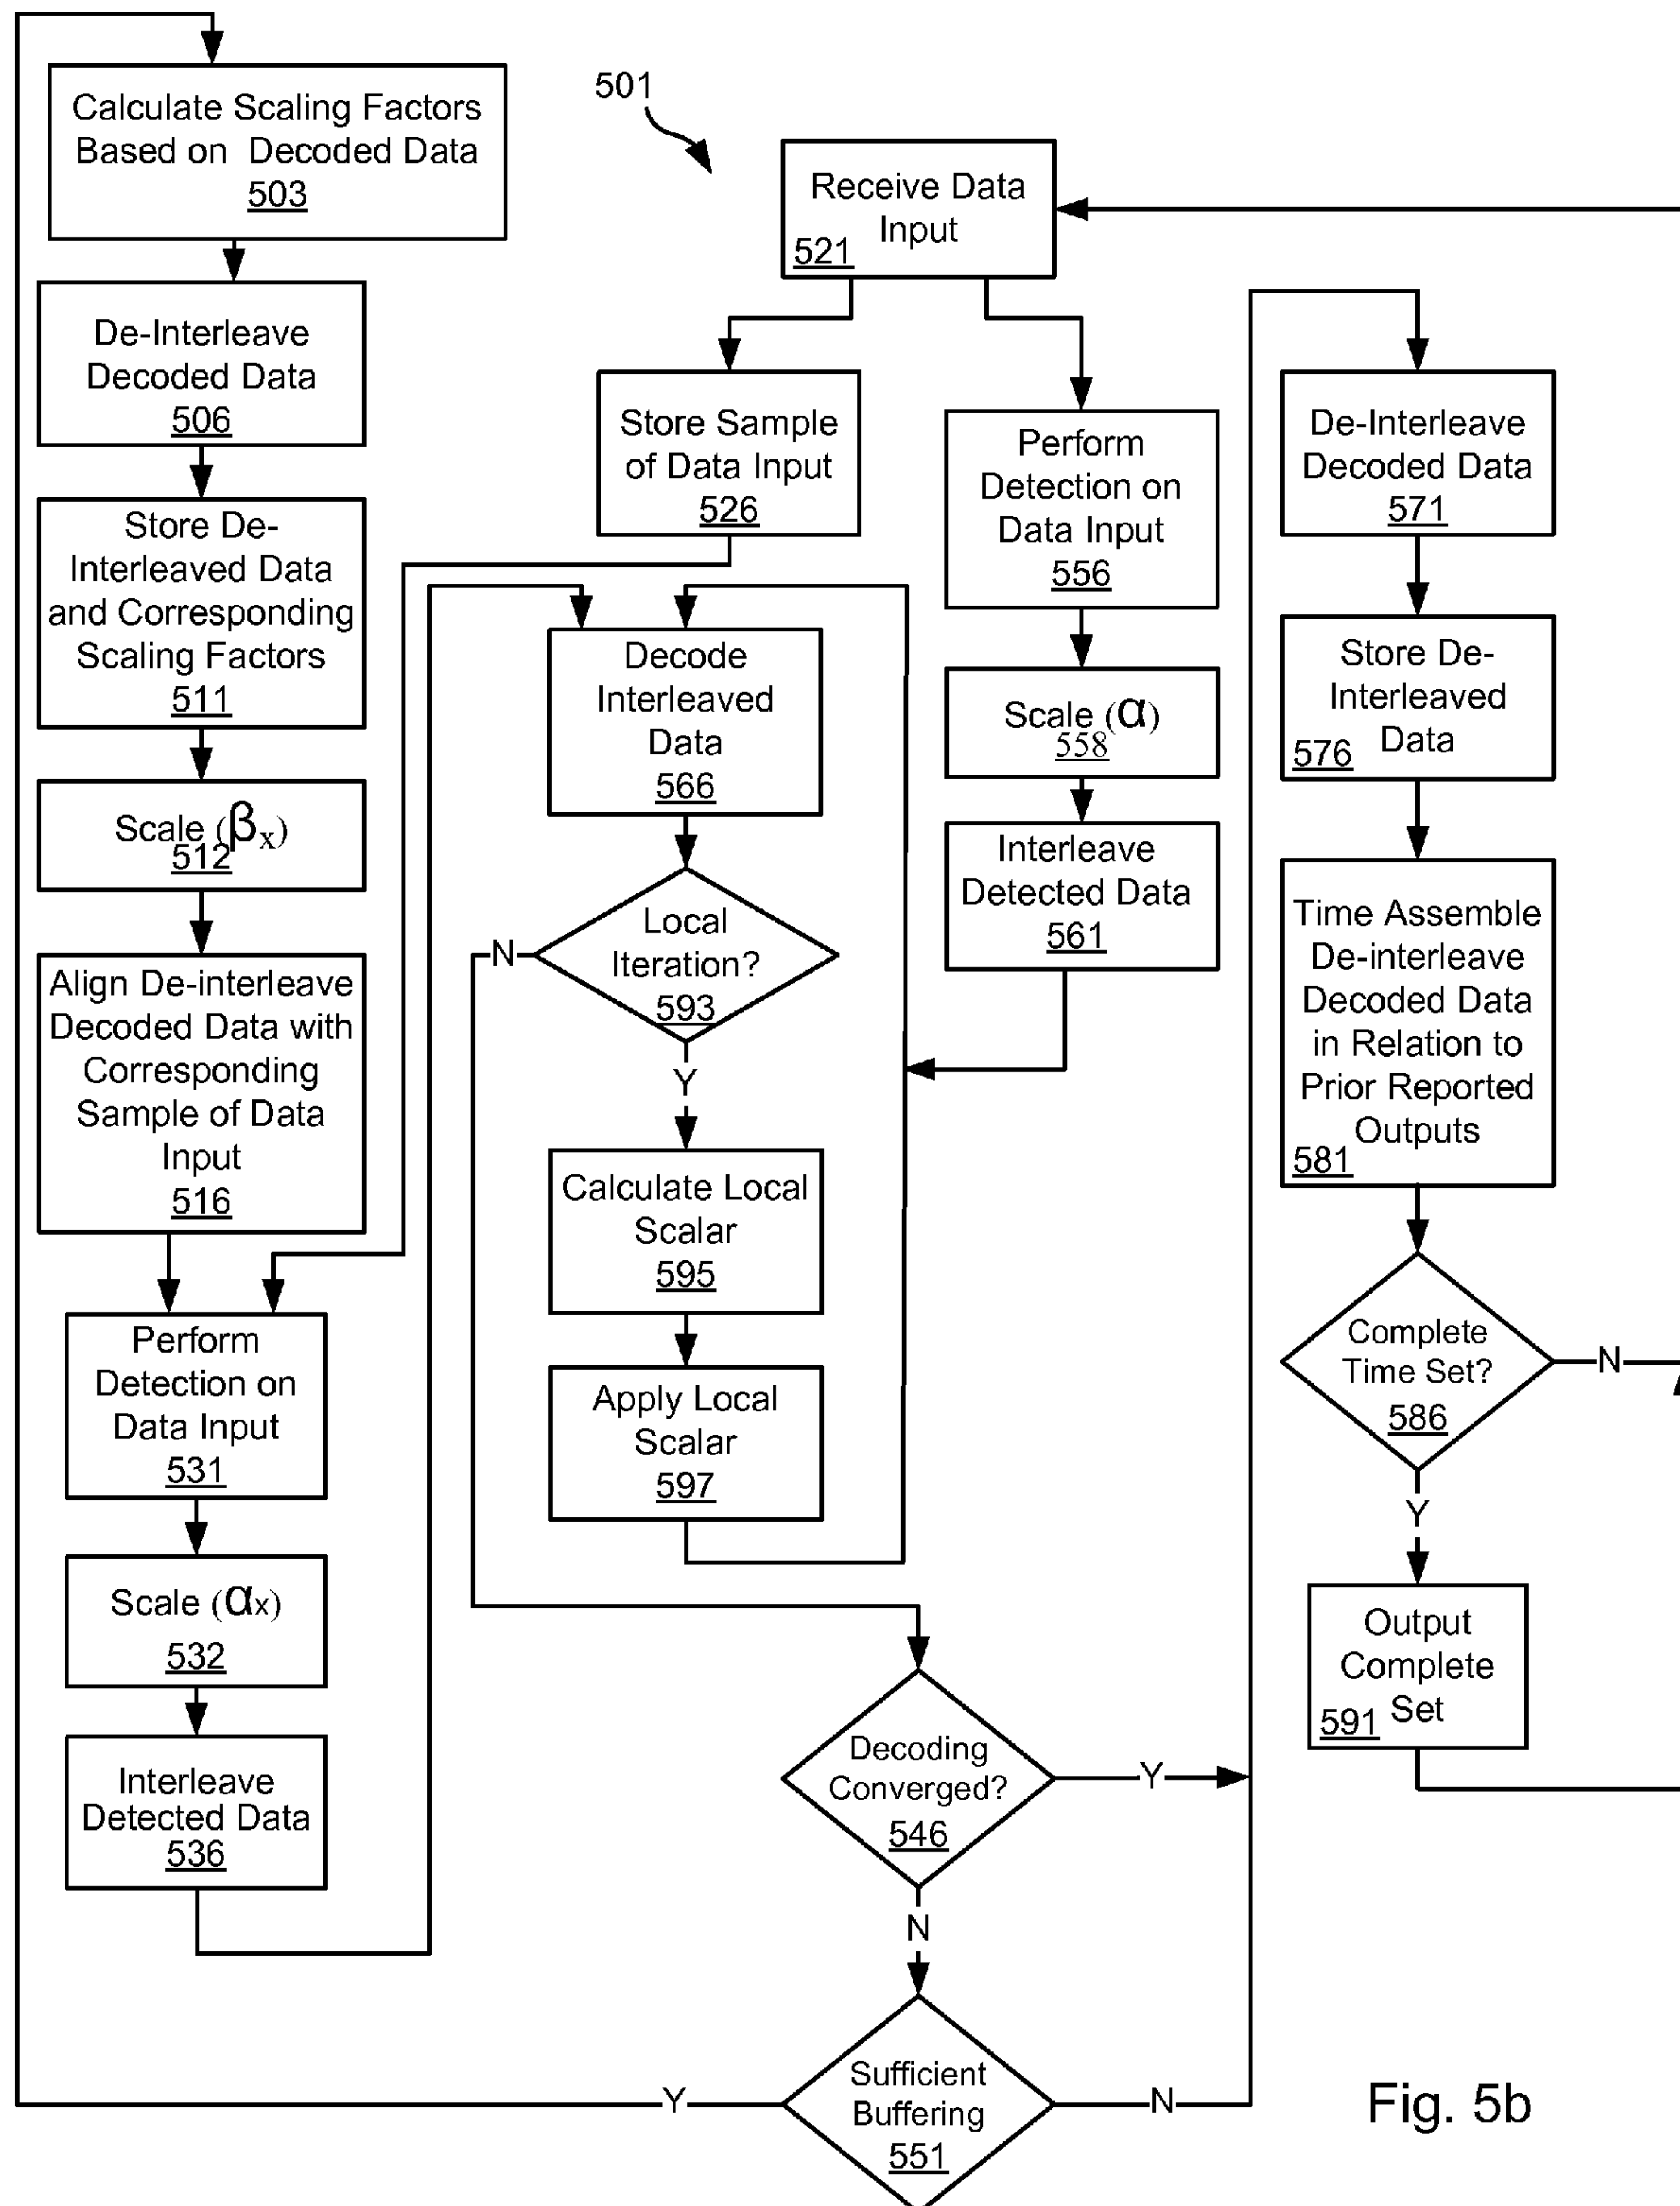 Calculate Scaling Factors
Based on Decoded Data
503
De-Interleave
Decoded Data
506
Store De-
Interleaved Data
and Corresponding
Scaling Factors
511
Scale (βx)
512
Align De-interleave
Decoded Data with
Corresponding
Sample of Data
Input
516
Perform
Detection on
Data Input
531
Scale (αx)
532
Interleave
Detected Data
536
501
Receive Data
Input
521
Store Sample
of Data Input
526
Decode
Interleaved
Data
566
Local
Iteration?
593
N
Y
Calculate Local
Scalar
595
Apply Local
Scalar
597
Perform
Detection on
Data Input
556
Scale (α)
558
Interleave
Detected Data
561
Decoding
Converged?
546
Y
N
Sufficient
Buffering
551
Y
N
De-Interleave
Decoded Data
571
Store De-
Interleaved
Data
576
Time Assemble
De-interleave
Decoded Data
in Relation to
Prior Reported
Outputs
581
Complete
Time Set?
586
N
Y
Output
Complete
Set
591
Fig. 5b